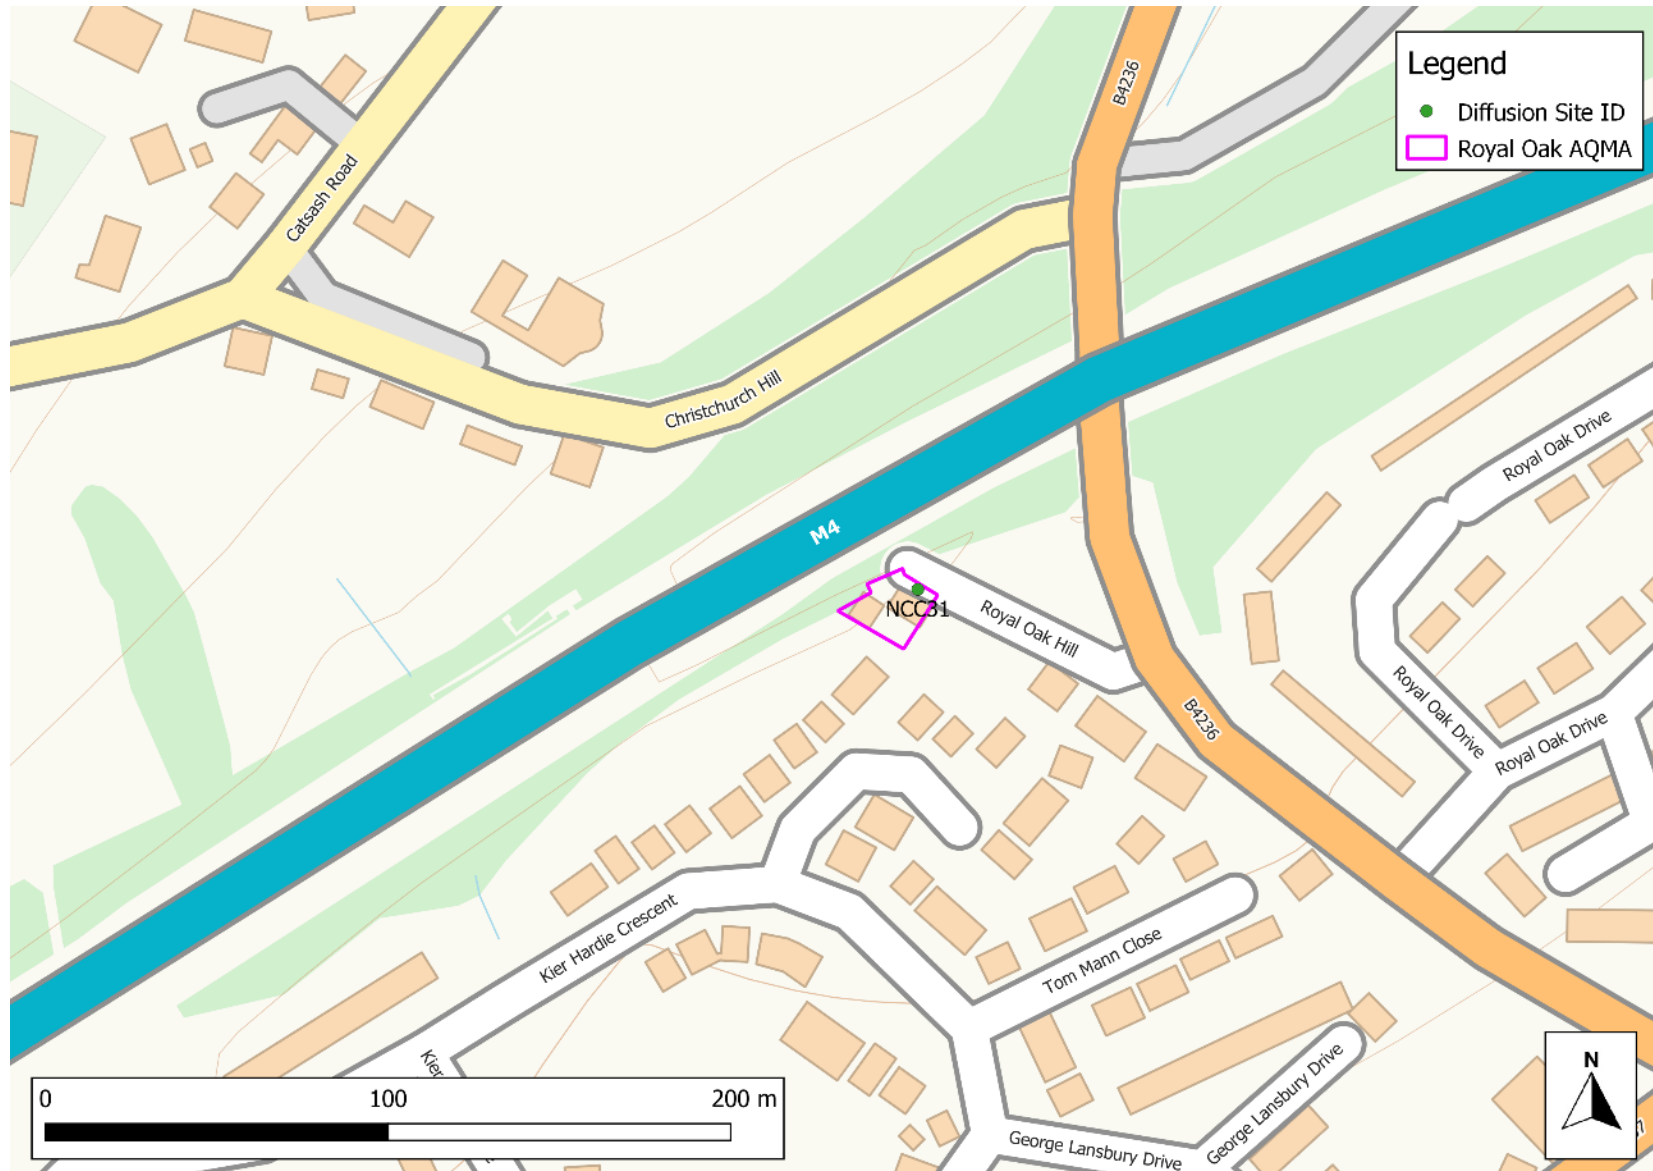 B4236
Legend
Diffusion Site ID
Royal Oak AQMA
Catsash Road
Christchurch Hill
Royal Oak Drive
M4
NCC31
Royal Oak Hill
Royal Oak Drive
B4236
Royal Oak Drive
Kier Hardie Crescent
Tom Mann Close
Kier
George Lansbury Drive
George Lansbury Drive
N
0 100 200 m